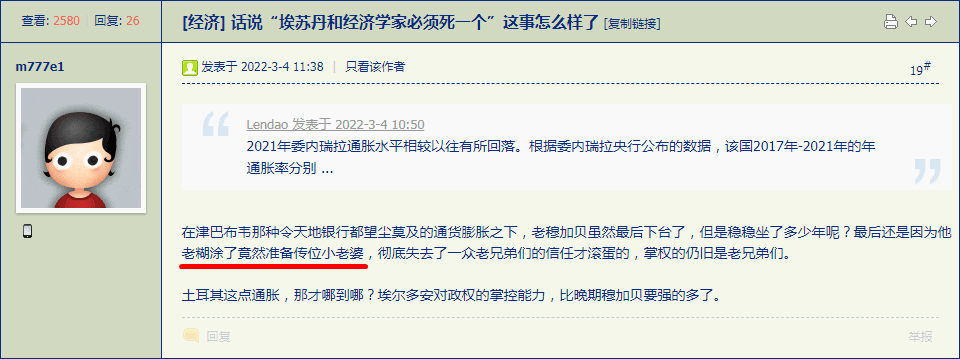 查看: 2580 | 回复: 26
[经济] 话说“埃苏丹和经济学家必须死一个”这事怎么样了 [复制链接]
m777e1
发表于 2022-3-4 11:38 | 只看该作者
19#
Lendao 发表于 2022-3-4 10:50
2021年委内瑞拉通胀水平相较以往有所回落。根据委内瑞拉央行公布的数据，该国2017年-2021年的年
通胀率分别 ...
在津巴布韦那种令天地银行都望尘莫及的通货膨胀之下，老穆加贝虽然最后下台了，但是稳稳坐了多少年呢？最后还是因为他
老糊涂了竟然准备传位小老婆，彻底失去了一众老兄弟们的信任才滚蛋的，掌权的仍旧是老兄弟们。
土耳其这点通胀，那才哪到哪？埃尔多安对政权的掌控能力，比晚期穆加贝要强的多了。
回复
举报